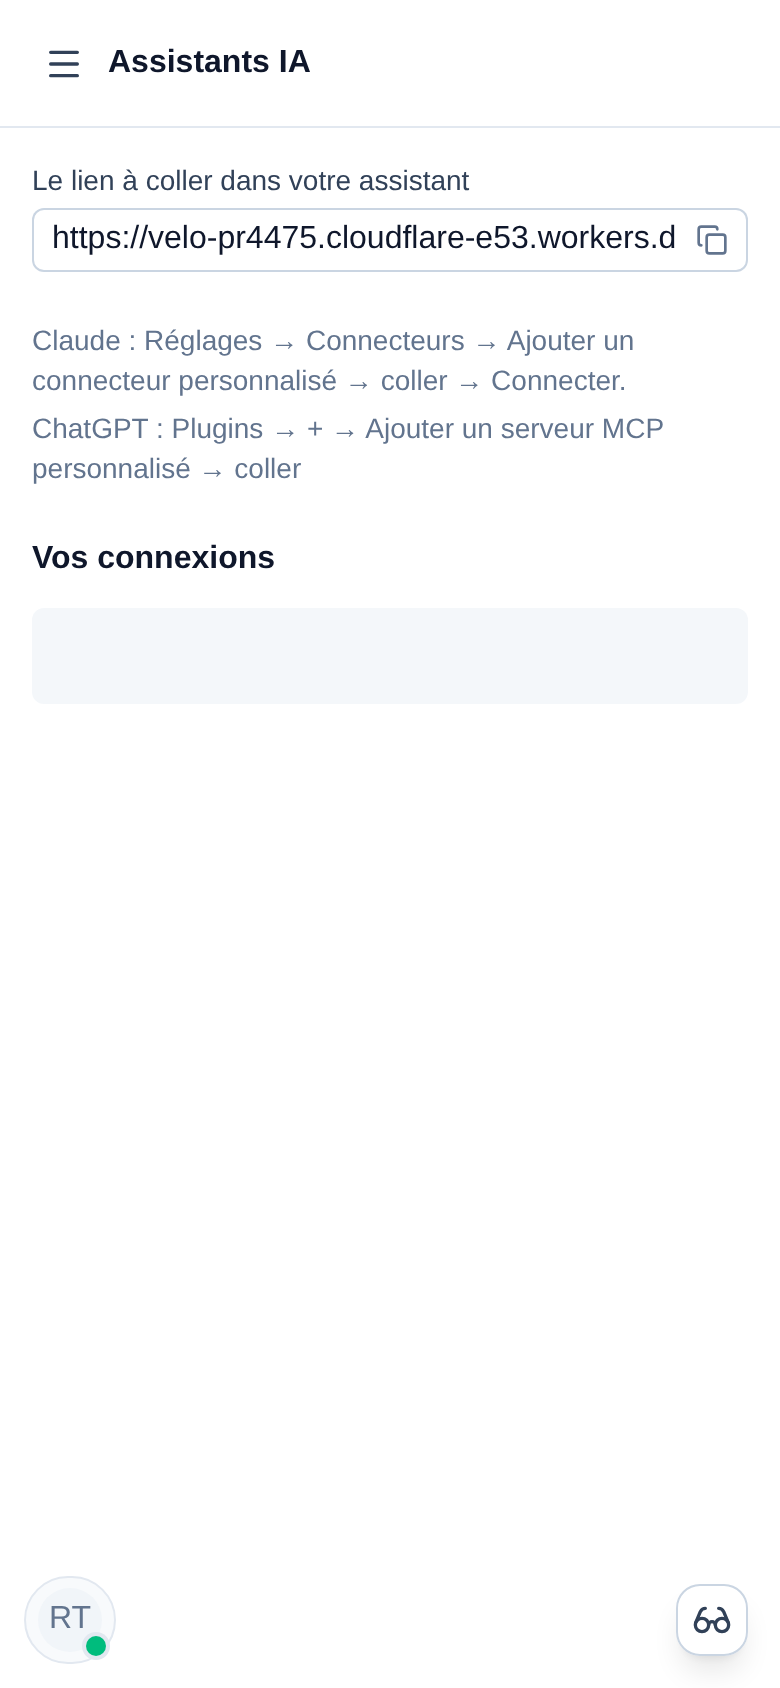 Assistants IA
Le lien à coller dans votre assistant
https://velo-pr4475.cloudflare-e53.workers.d
Claude : Réglages → Connecteurs → Ajouter un
connecteur personnalisé → coller → Connecter.
ChatGPT : Plugins → + → Ajouter un serveur MCP
personnalisé → coller
Vos connexions
RT